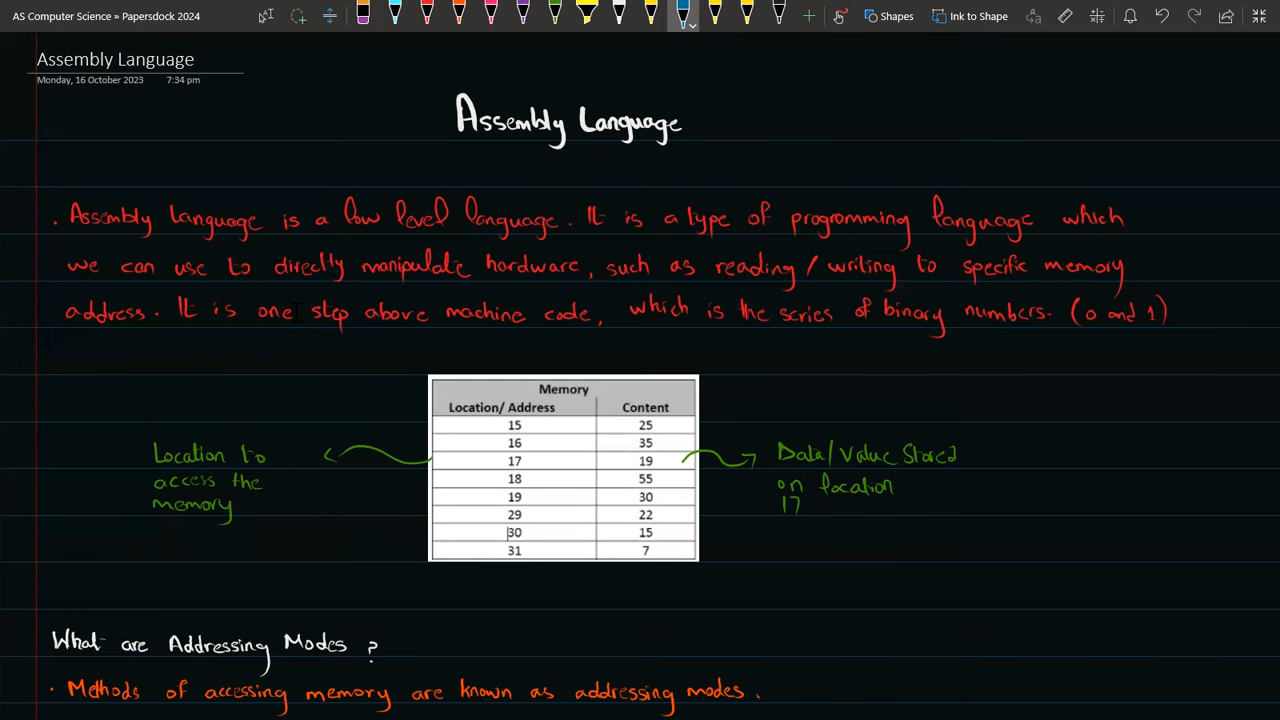 AS Computer Science » Papersdock 2024
Shapes
Ink to Shape
Assembly Language
Monday, 16 October 2023 7:34 pm
Assembly Language
. Assembly language is a low level language. It is a type of programming language which
we can use to directly manipulate hardware, such as reading/writing to specific memory
address. It is one step above machine code, which is the series of binary numbers. (0 and 1)
Memory
Location/ Address Content
15 25
16 35
17 19
18 55
19 30
29 22
30 15
31 7
Location to
access the
memory
Data/Value Stored
on location
17
What are Addressing Modes ?
. Methods of accessing memory are known as addressing modes.